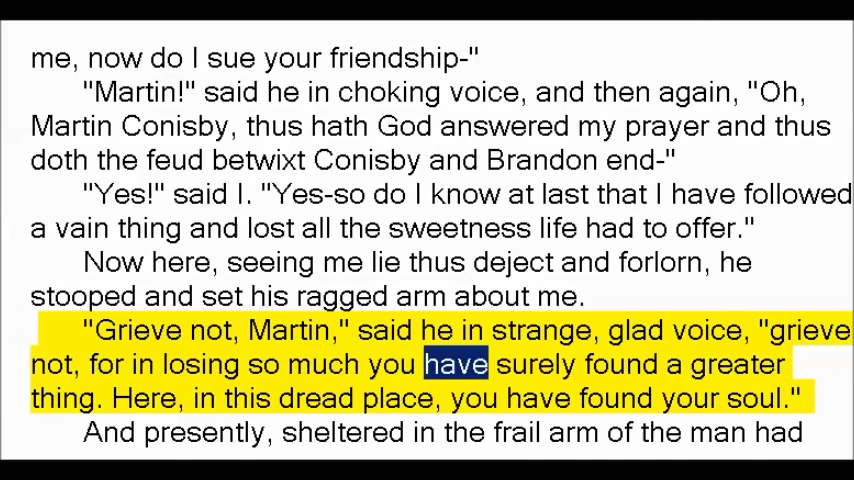 me, now do I sue your friendship-"
"Martin!" said he in choking voice, and then again, "Oh,
Martin Conisby, thus hath God answered my prayer and thus
doth the feud betwixt Conisby and Brandon end-"
"Yes!" said I. "Yes-so do I know at last that I have followed
a vain thing and lost all the sweetness life had to offer."
Now here, seeing me lie thus deject and forlorn, he
stooped and set his ragged arm about me.
"Grieve not, Martin," said he in strange, glad voice, "grieve
not, for in losing so much you have surely found a greater
thing. Here, in this dread place, you have found your soul."
And presently, sheltered in the frail arm of the man had